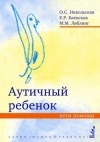 О.С. Никольская
Е.Р. Баенская
М.М. Либлинг
Аутичный
ребенок
ПУТИ ПОМОЩИ